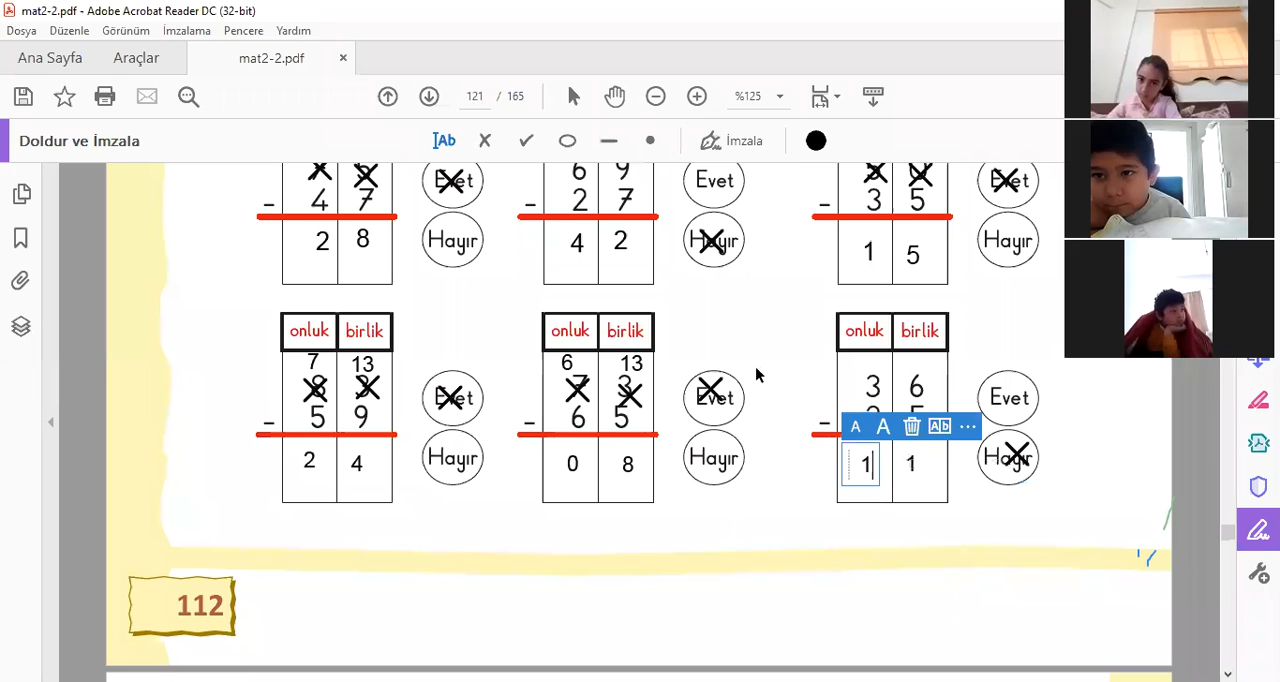 mat2-2.pdf - Adobe Acrobat Reader DC (32-bit)
Dosya Düzenle Görünüm İmzalama Pencere Yardım
Ana Sayfa Araçlar mat2-2.pdf ×
121 / 165 %125
Doldur ve İmzala
Ab İmzala
Evet 6 9 Evet Evet
- 4 7 - 2 7 - 3 5
2 8 Hayır 4 2 Hayır 1 5 Hayır
onluk birlik onluk birlik onluk birlik
7 13 6 13
8 3 Evet 7 3 Evet 3 6 Evet
- 5 9 - 6 5 -
A A Ab ...
2 4 Hayır 0 8 Hayır 1 1 Hayır
112